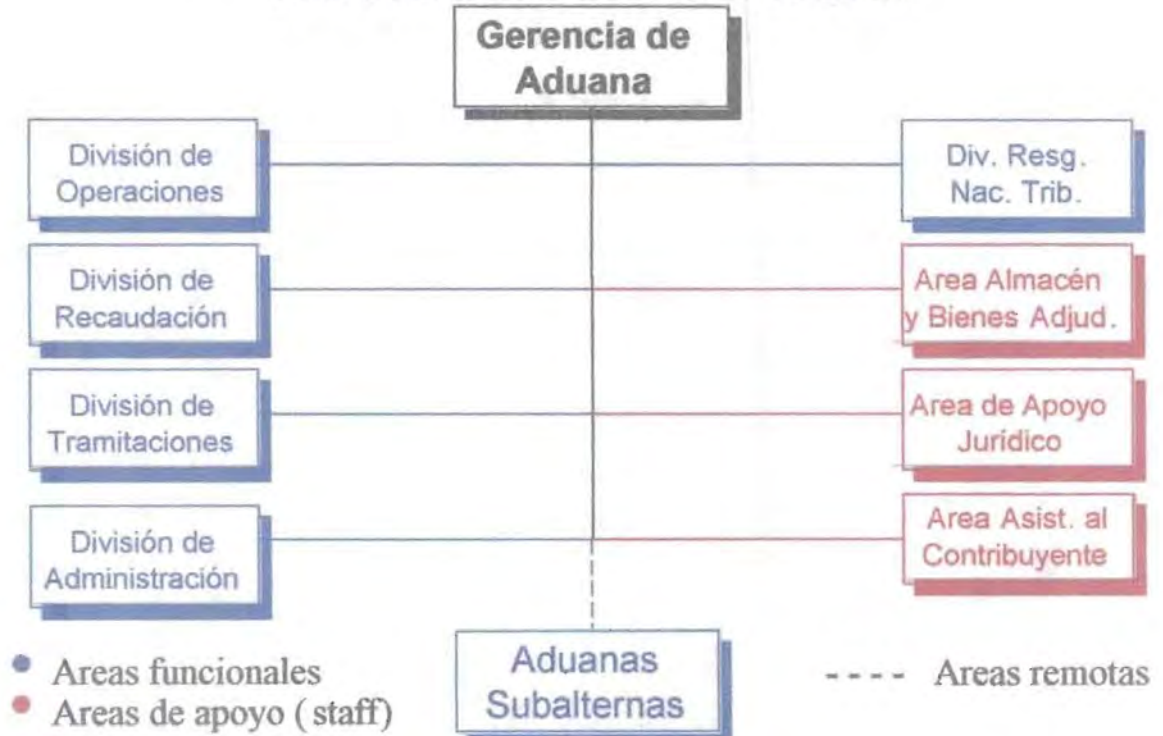 Gerencia de
Aduana
División de
Operaciones
Div. Resg.
Nac. Trib.
División de
Recaudación
Area Almacén
y Bienes Adjud.
División de
Tramitaciones
Area de Apoyo
Jurídico
División de
Administración
Area Asist. al
Contribuyente
Aduanas
Subalternas
Areas funcionales
Areas de apoyo ( staff)
Areas remotas